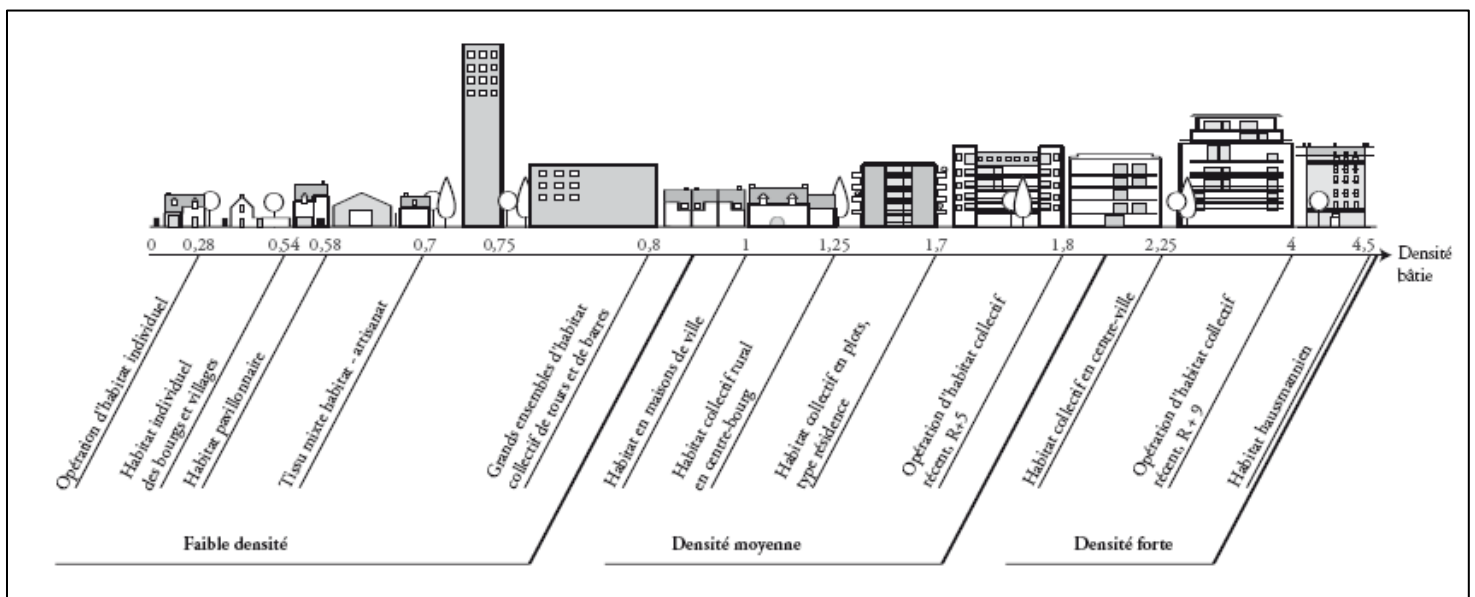 0 0,28 0,54 0,58 0,7 0,75 0,8 1 1,25 1,7 1,8 2,25 4 4,5
Densité
bâtie
Opération d'habitat individuel
Habitat individuel
des bourgs et villages
Habitat pavillonnaire
Tissu mixte habitat - artisanat
Grands ensembles d'habitat
collectif de tours et de barres
Habitat en maisons de ville
Habitat collectif rural
en centre-bourg
Habitat collectif en plots,
type résidence
Opération d'habitat collectif
récent, R+5
Habitat collectif en centre-ville
Opération d'habitat collectif
récent, R + 9
Habitat haussmannien
Faible densité
Densité moyenne
Densité forte